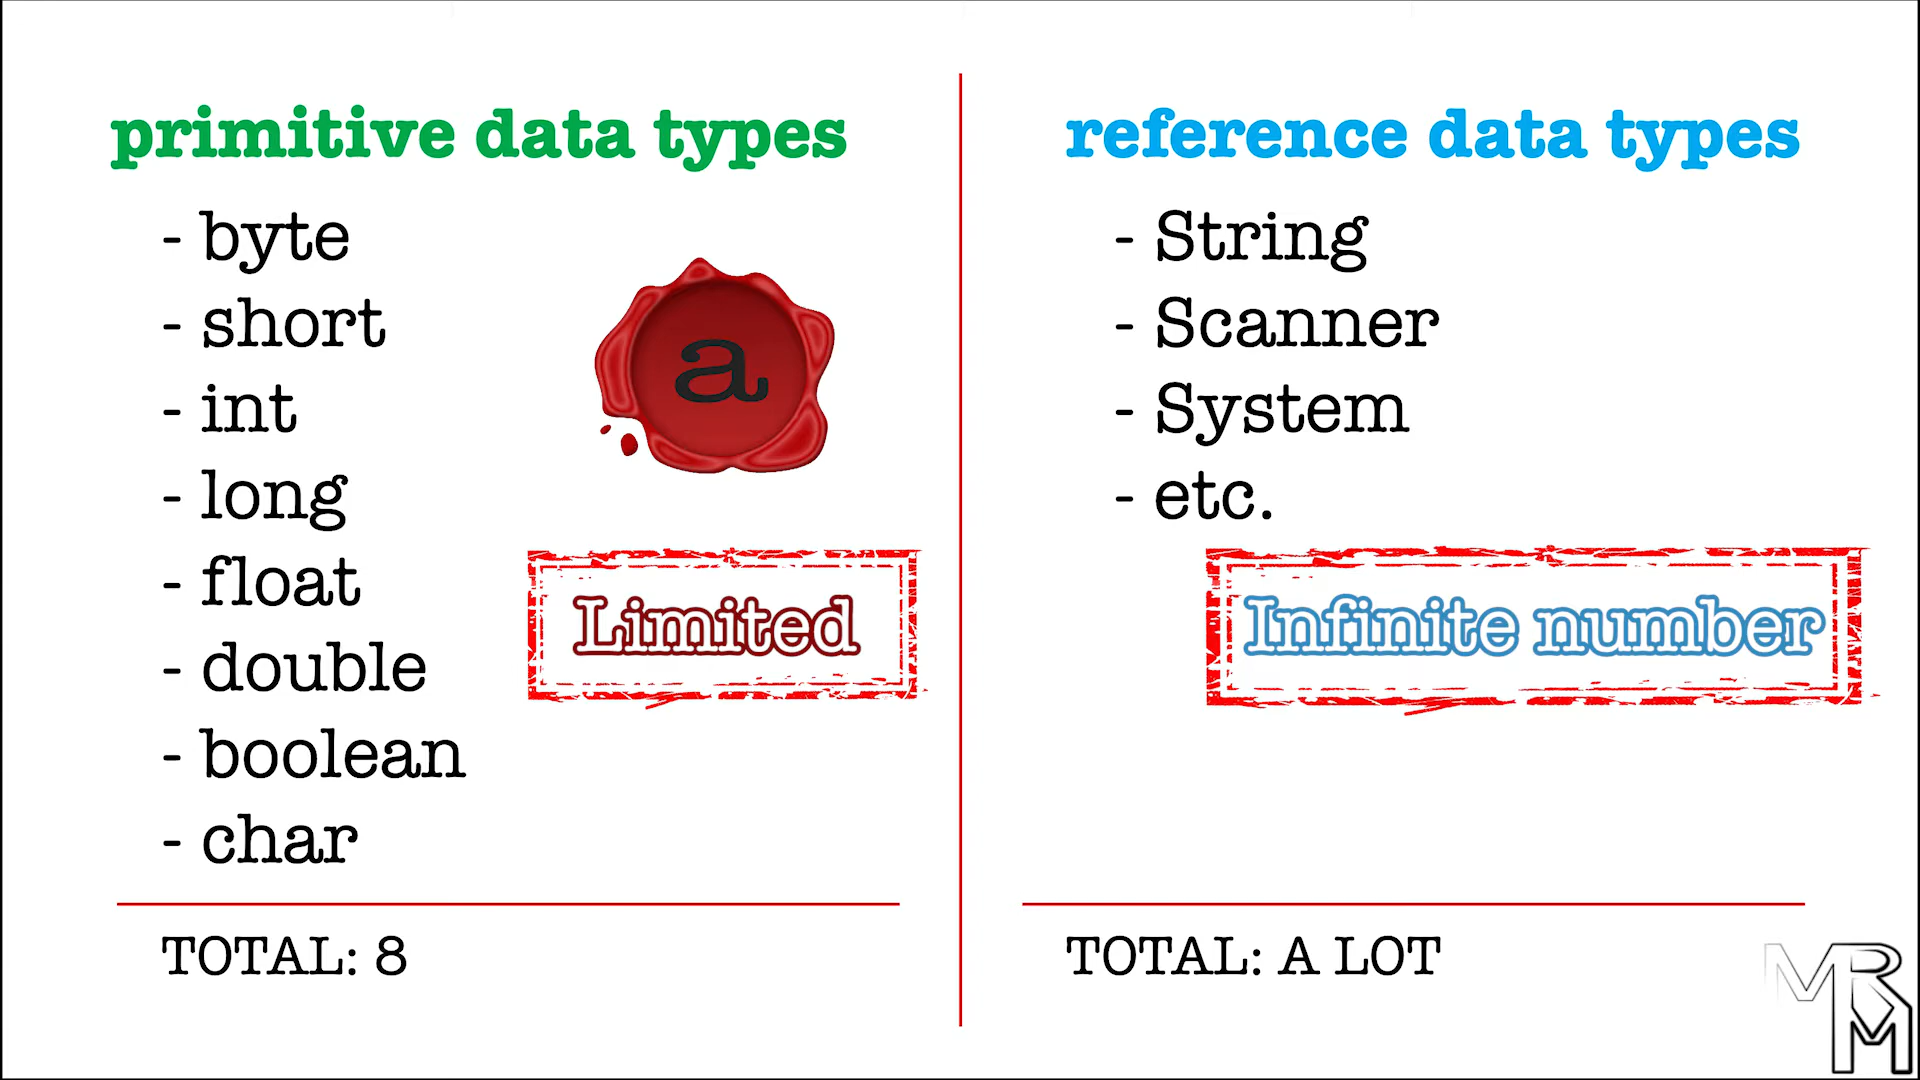 primitive data types
- byte
- short
- int
- long
- float
- double
- boolean
- char
a
Limited
TOTAL: 8
reference data types
- String
- Scanner
- System
- etc.
Infinite number
TOTAL: A LOT
MRM